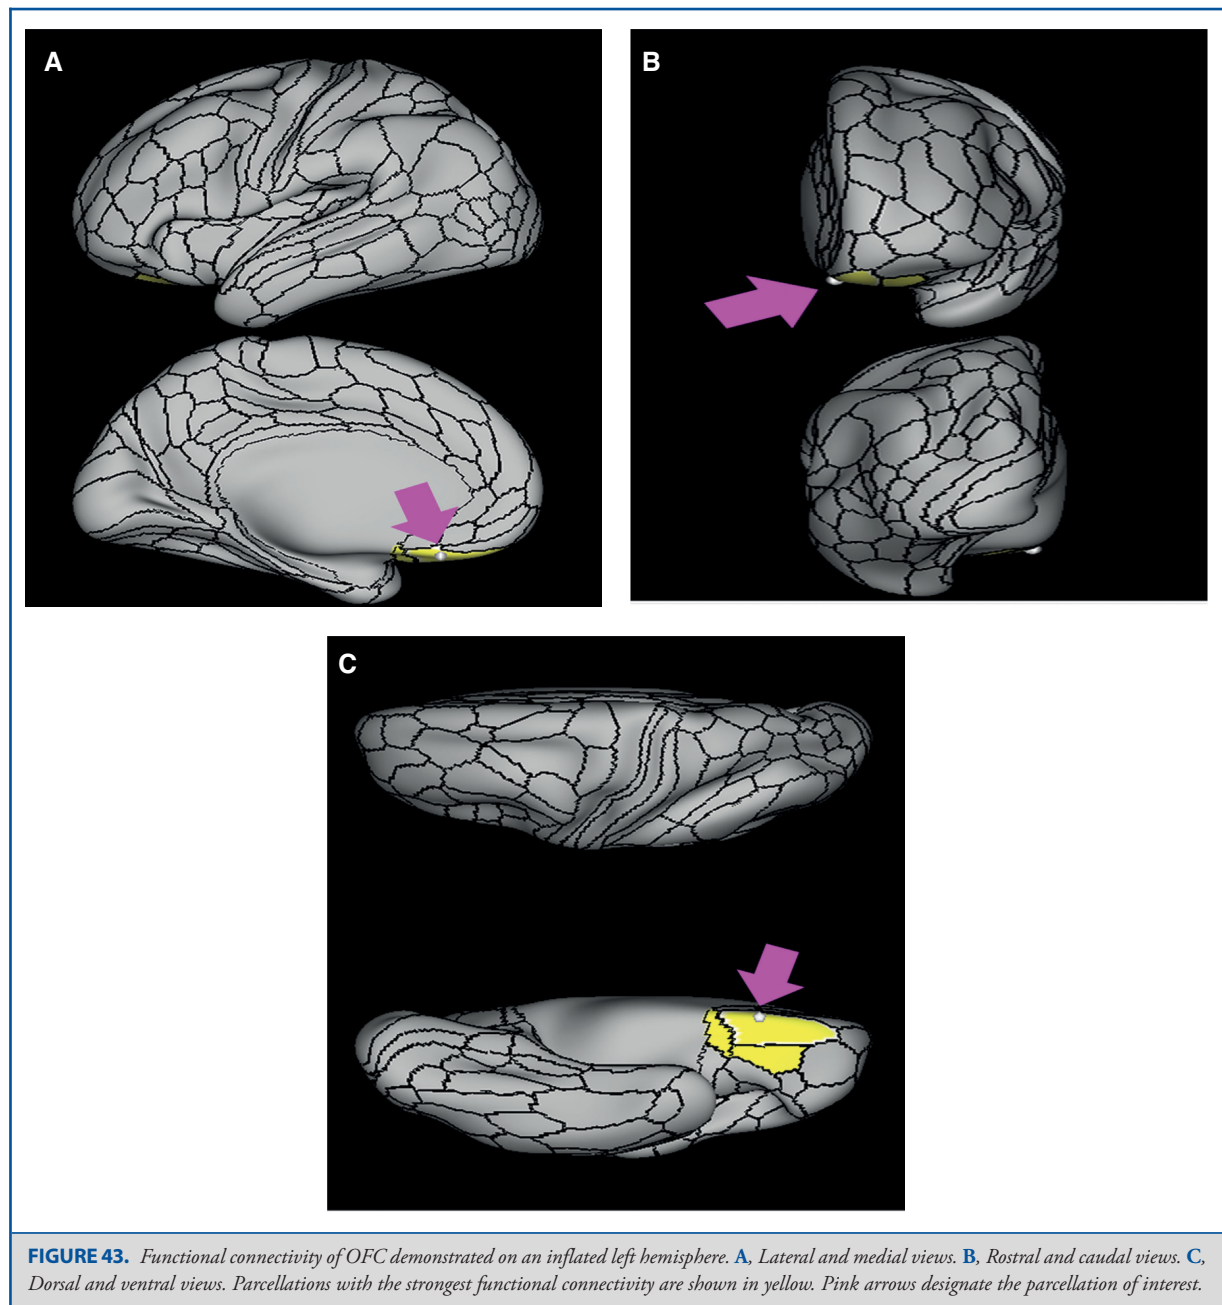 A
B
C
FIGURE 43. Functional connectivity of OFC demonstrated on an inflated left hemisphere. A, Lateral and medial views. B, Rostral and caudal views. C,
Dorsal and ventral views. Parcellations with the strongest functional connectivity are shown in yellow. Pink arrows designate the parcellation of interest.